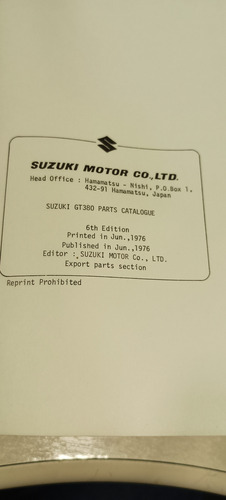 SUZUKI MOTOR CO.,LTD.
Head Office : Hamamatsu - Nishi, P.O.Box 1,
432-91 Hamamatsu, Japan
SUZUKI GT380 PARTS CATALOGUE
6th Edition
Printed in Jun.,1976
Published in Jun.,1976
Editor : SUZUKI MOTOR Co., LTD.
Export parts section
Reprint Prohibited